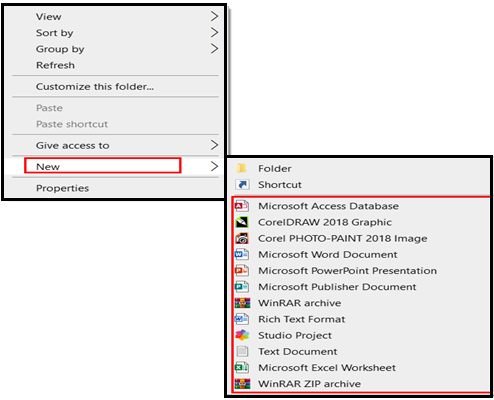 View
Sort by
Group by
Refresh
Customize this folder...
Paste
Paste shortcut
Give access to
New
Properties
Folder
Shortcut
Microsoft Access Database
CorelDRAW 2018 Graphic
Corel PHOTO-PAINT 2018 Image
Microsoft Word Document
Microsoft PowerPoint Presentation
Microsoft Publisher Document
WinRAR archive
Rich Text Format
Studio Project
Text Document
Microsoft Excel Worksheet
WinRAR ZIP archive